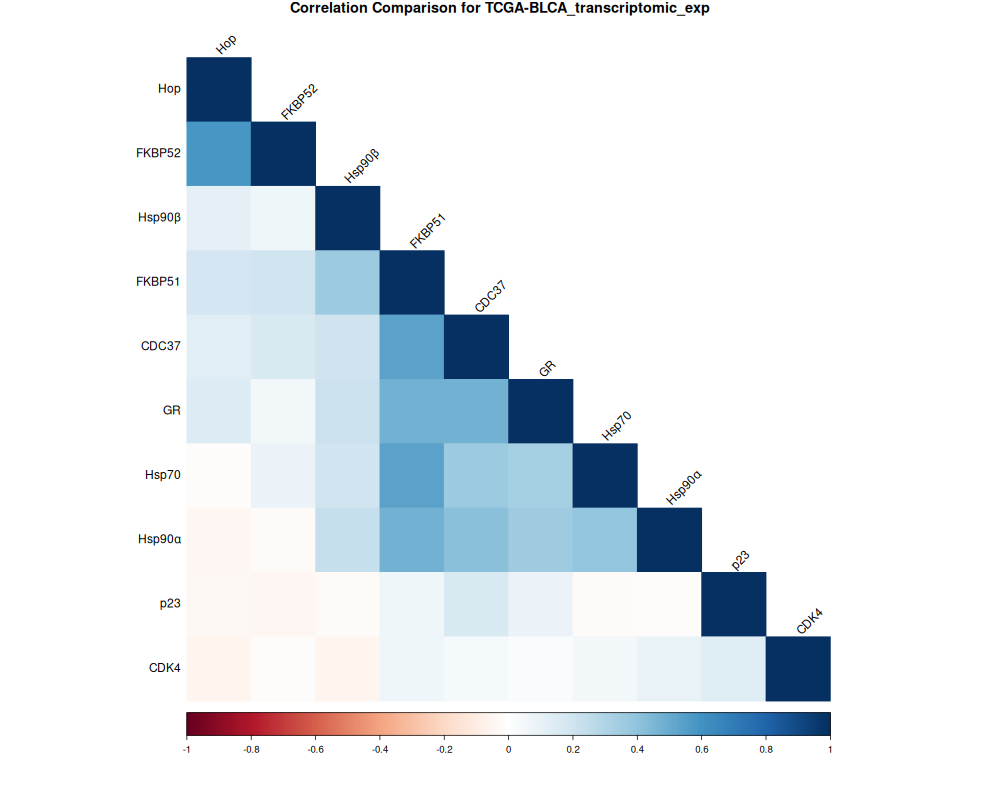 Correlation Comparison for TCGA-BLCA_transcriptomic_exp
Hop
Hop
FKBP52
FKBP52
Hsp90β
Hsp90β
FKBP51
FKBP51
CDC37
CDC37
GR
GR
Hsp70
Hsp70
Hsp90α
Hsp90α
p23
p23
CDK4
CDK4
-1 -0.8 -0.6 -0.4 -0.2 0 0.2 0.4 0.6 0.8 1